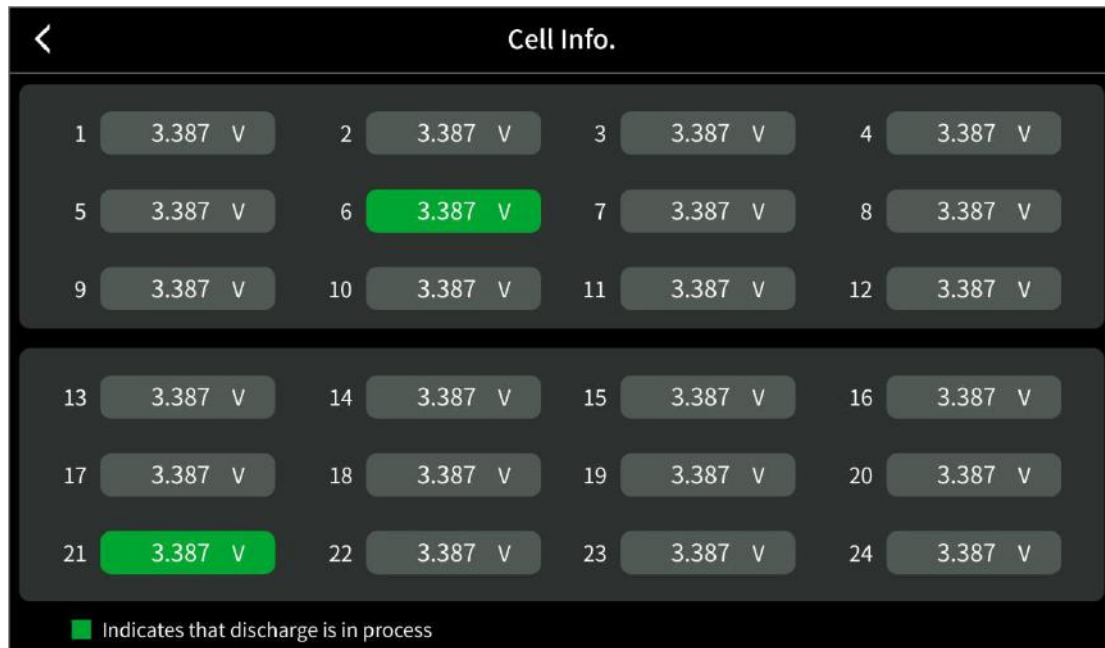 Cell Info.
1 3.387 V 2 3.387 V 3 3.387 V 4 3.387 V
5 3.387 V 6 3.387 V 7 3.387 V 8 3.387 V
9 3.387 V 10 3.387 V 11 3.387 V 12 3.387 V
13 3.387 V 14 3.387 V 15 3.387 V 16 3.387 V
17 3.387 V 18 3.387 V 19 3.387 V 20 3.387 V
21 3.387 V 22 3.387 V 23 3.387 V 24 3.387 V
Indicates that discharge is in process